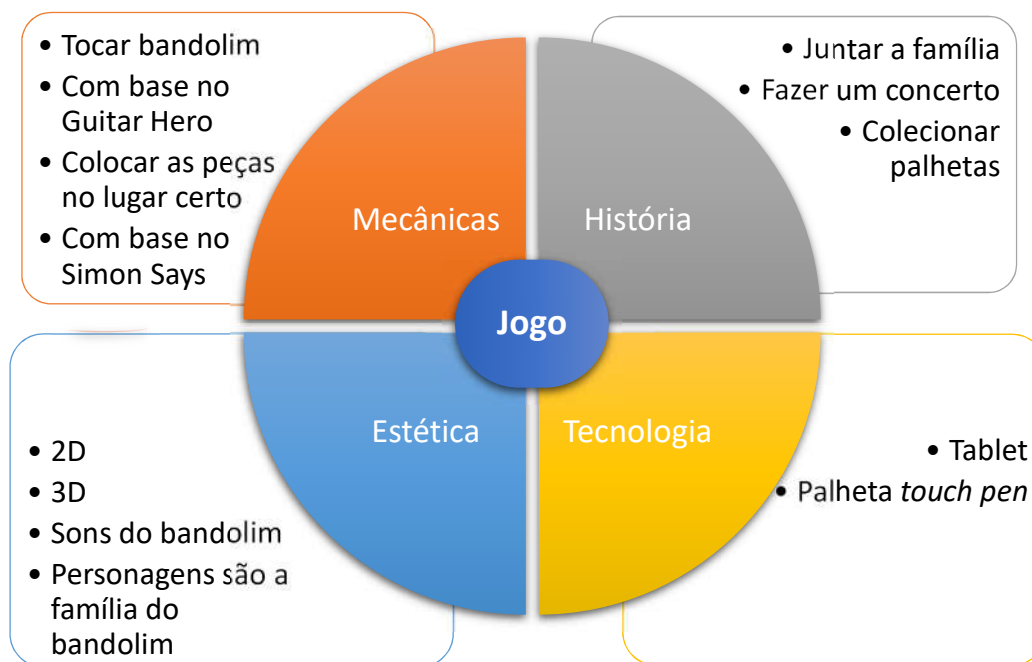 • Tocar bandolim
• Com base no
Guitar Hero
• Colocar as peças
no lugar certo
• Com base no
Simon Says
Mecânicas
• Juntar a família
• Fazer um concerto
• Colecionar
palhetas
História
Jogo
• 2D
• 3D
• Sons do bandolim
• Personagens são a
família do
bandolim
Estética
Tecnologia
• Tablet
• Palheta touch pen